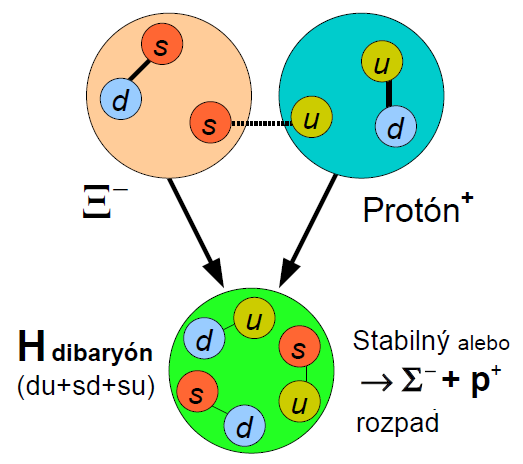 s
u
d
s
u
d
Ξ⁻
Protón⁺
d
u
s
s
u
d
H dibaryón
(du+sd+su)
Stabilný alebo
→ Σ⁻ + p⁺
rozpad